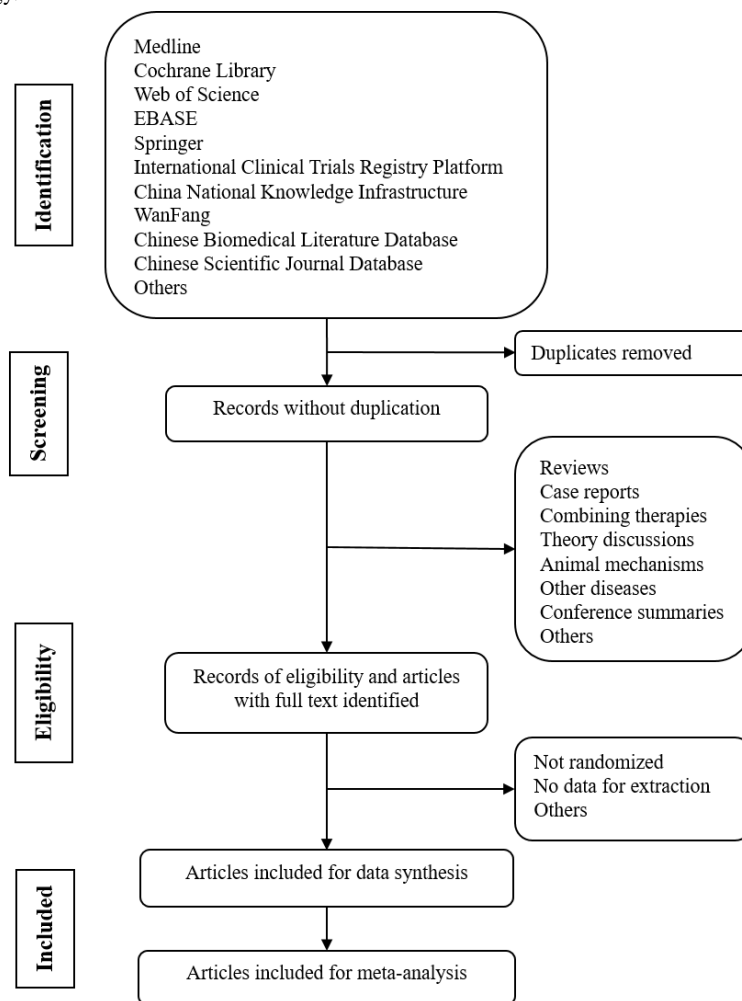 gy.
Identification
Medline
Cochrane Library
Web of Science
EBASE
Springer
International Clinical Trials Registry Platform
China National Knowledge Infrastructure
WanFang
Chinese Biomedical Literature Database
Chinese Scientific Journal Database
Others
Duplicates removed
Screening
Records without duplication
Reviews
Case reports
Combining therapies
Theory discussions
Animal mechanisms
Other diseases
Conference summaries
Others
Eligibility
Records of eligibility and articles
with full text identified
Not randomized
No data for extraction
Others
Included
Articles included for data synthesis
Articles included for meta-analysis